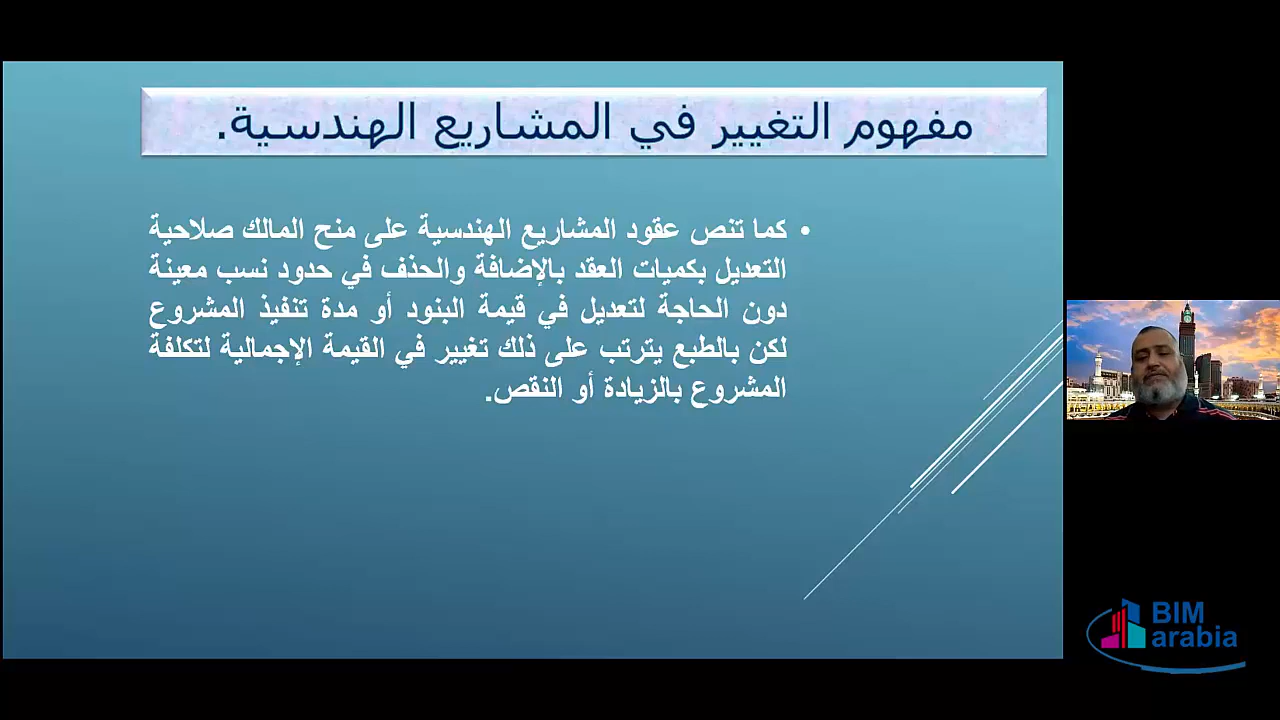 مفهوم التغيير في المشاريع الهندسية.
• كما تنص عقود المشاريع الهندسية على منح المالك صلاحية
التعديل بكميات العقد بالإضافة والحذف في حدود نسب معينة
دون الحاجة لتعديل في قيمة البنود أو مدة تنفيذ المشروع
لكن بالطبع يترتب على ذلك تغيير في القيمة الإجمالية لتكلفة
المشروع بالزيادة أو النقص.
BIM
arabia